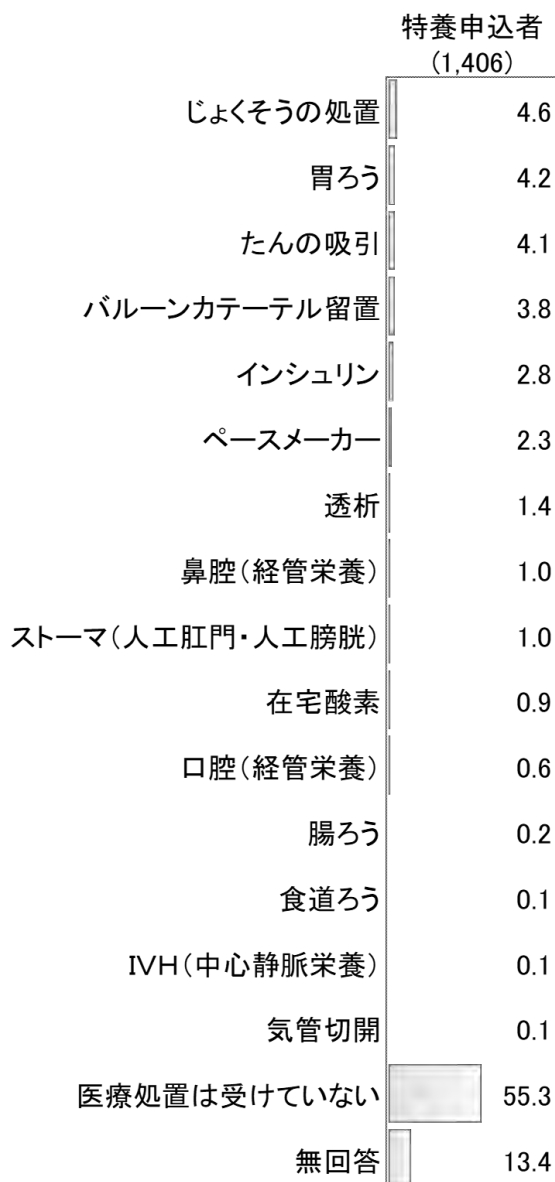 特養申込者
(1,406)
じょくそうの処置 4.6
胃ろう 4.2
たんの吸引 4.1
バルーンカテーテル留置 3.8
インシュリン 2.8
ペースメーカー 2.3
透析 1.4
鼻腔(経管栄養) 1.0
ストーマ(人工肛門・人工膀胱) 1.0
在宅酸素 0.9
口腔(経管栄養) 0.6
腸ろう 0.2
食道ろう 0.1
IVH(中心静脈栄養) 0.1
気管切開 0.1
医療処置は受けていない 55.3
無回答 13.4